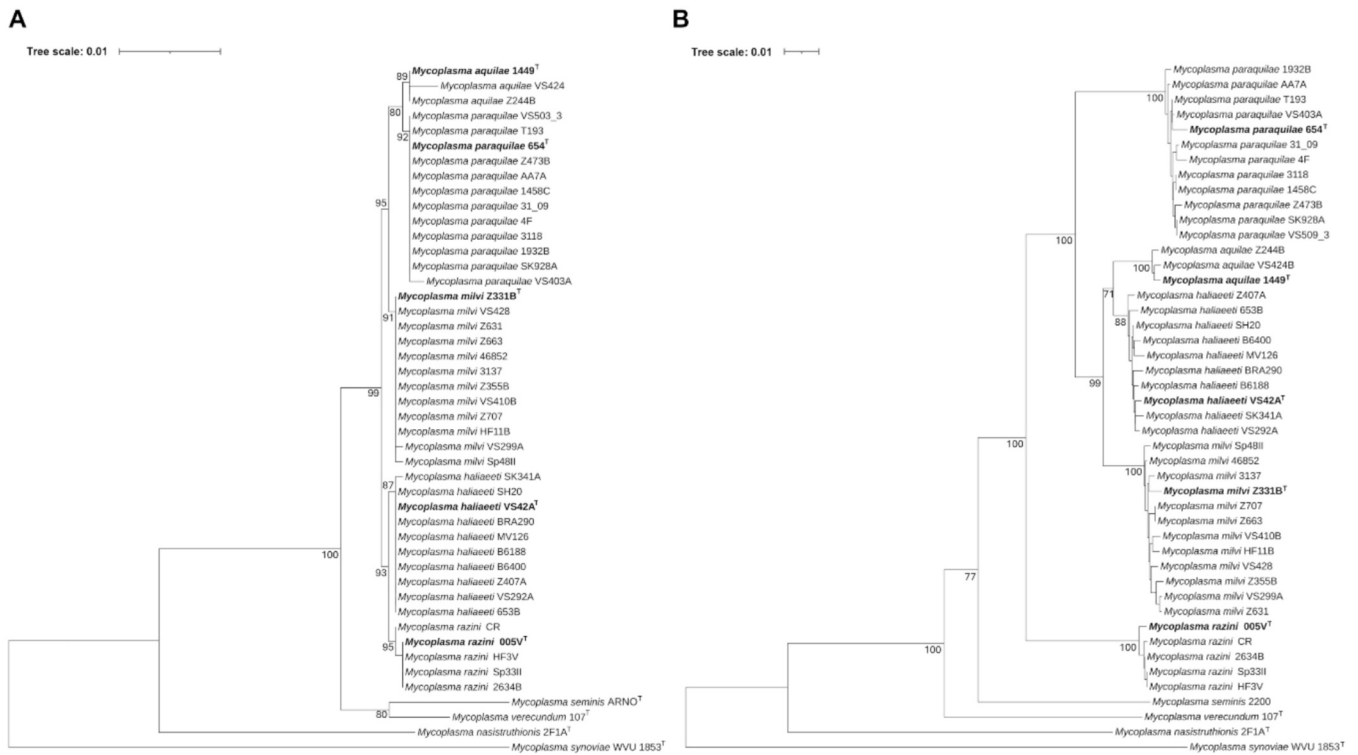 A
Tree scale: 0.01
89
Mycoplasma aquilae 1449T
Mycoplasma aquilae VS424
Mycoplasma aquilae Z244B
80
Mycoplasma paraquilae VS503_3
Mycoplasma paraquilae T193
92
Mycoplasma paraquilae 654T
Mycoplasma paraquilae Z473B
Mycoplasma paraquilae AA7A
Mycoplasma paraquilae 1458C
95
Mycoplasma paraquilae 31_09
Mycoplasma paraquilae 4F
Mycoplasma paraquilae 3118
Mycoplasma paraquilae 1932B
Mycoplasma paraquilae SK928A
Mycoplasma paraquilae VS403A
Mycoplasma milvi Z331BT
91
Mycoplasma milvi VS428
Mycoplasma milvi Z631
Mycoplasma milvi Z663
Mycoplasma milvi 46852
Mycoplasma milvi 3137
99
Mycoplasma milvi Z355B
Mycoplasma milvi VS410B
Mycoplasma milvi Z707
Mycoplasma milvi HF11B
Mycoplasma milvi VS299A
Mycoplasma milvi Sp48II
87
Mycoplasma haliaeeti SK341A
Mycoplasma haliaeeti SH20
Mycoplasma haliaeeti VS42AT
Mycoplasma haliaeeti BRA290
Mycoplasma haliaeeti MV126
100
Mycoplasma haliaeeti B6188
93
Mycoplasma haliaeeti B6400
Mycoplasma haliaeeti Z407A
Mycoplasma haliaeeti VS292A
Mycoplasma haliaeeti 653B
Mycoplasma razini CR
95
Mycoplasma razini 005VT
Mycoplasma razini HF3V
Mycoplasma razini Sp33II
Mycoplasma razini 2634B
Mycoplasma seminis ARNOT
80
Mycoplasma verecundum 107T
Mycoplasma nasistruthionis 2F1AT
Mycoplasma synoviae WVU 1853T
B
Tree scale: 0.01
Mycoplasma paraquilae 1932B
Mycoplasma paraquilae AA7A
100
Mycoplasma paraquilae T193
Mycoplasma paraquilae VS403A
Mycoplasma paraquilae 654T
Mycoplasma paraquilae 31_09
Mycoplasma paraquilae 4F
Mycoplasma paraquilae 3118
Mycoplasma paraquilae 1458C
Mycoplasma paraquilae Z473B
Mycoplasma paraquilae SK928A
Mycoplasma paraquilae VS509_3
100
Mycoplasma aquilae Z244B
100
Mycoplasma aquilae VS424B
Mycoplasma aquilae 1449T
71
Mycoplasma haliaeeti Z407A
Mycoplasma haliaeeti 653B
88
Mycoplasma haliaeeti SH20
Mycoplasma haliaeeti B6400
Mycoplasma haliaeeti MV126
Mycoplasma haliaeeti BRA290
99
Mycoplasma haliaeeti B6188
Mycoplasma haliaeeti VS42AT
Mycoplasma haliaeeti SK341A
Mycoplasma haliaeeti VS292A
100
Mycoplasma milvi Sp48II
Mycoplasma milvi 46852
100
Mycoplasma milvi 3137
Mycoplasma milvi Z331BT
Mycoplasma milvi Z707
Mycoplasma milvi Z663
Mycoplasma milvi VS410B
Mycoplasma milvi HF11B
77
Mycoplasma milvi VS428
Mycoplasma milvi Z355B
Mycoplasma milvi VS299A
Mycoplasma milvi Z631
Mycoplasma razini 005VT
100
Mycoplasma razini CR
100
Mycoplasma razini 2634B
Mycoplasma razini Sp33II
Mycoplasma razini HF3V
Mycoplasma seminis 2200
Mycoplasma verecundum 107T
Mycoplasma nasistruthionis 2F1AT
Mycoplasma synoviae WVU 1853T